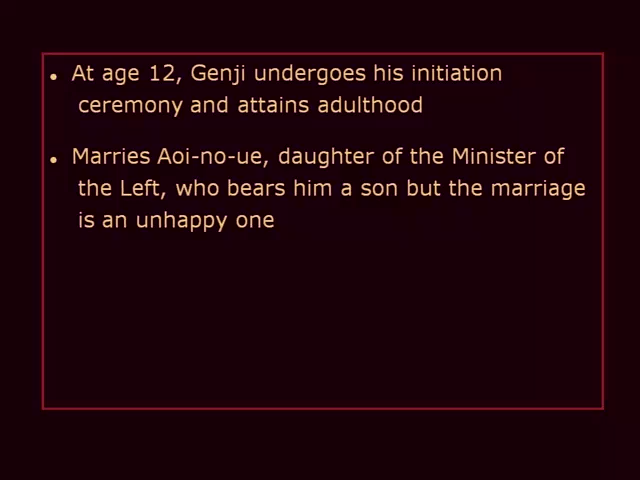 • At age 12, Genji undergoes his initiation
ceremony and attains adulthood
• Marries Aoi-no-ue, daughter of the Minister of
the Left, who bears him a son but the marriage
is an unhappy one